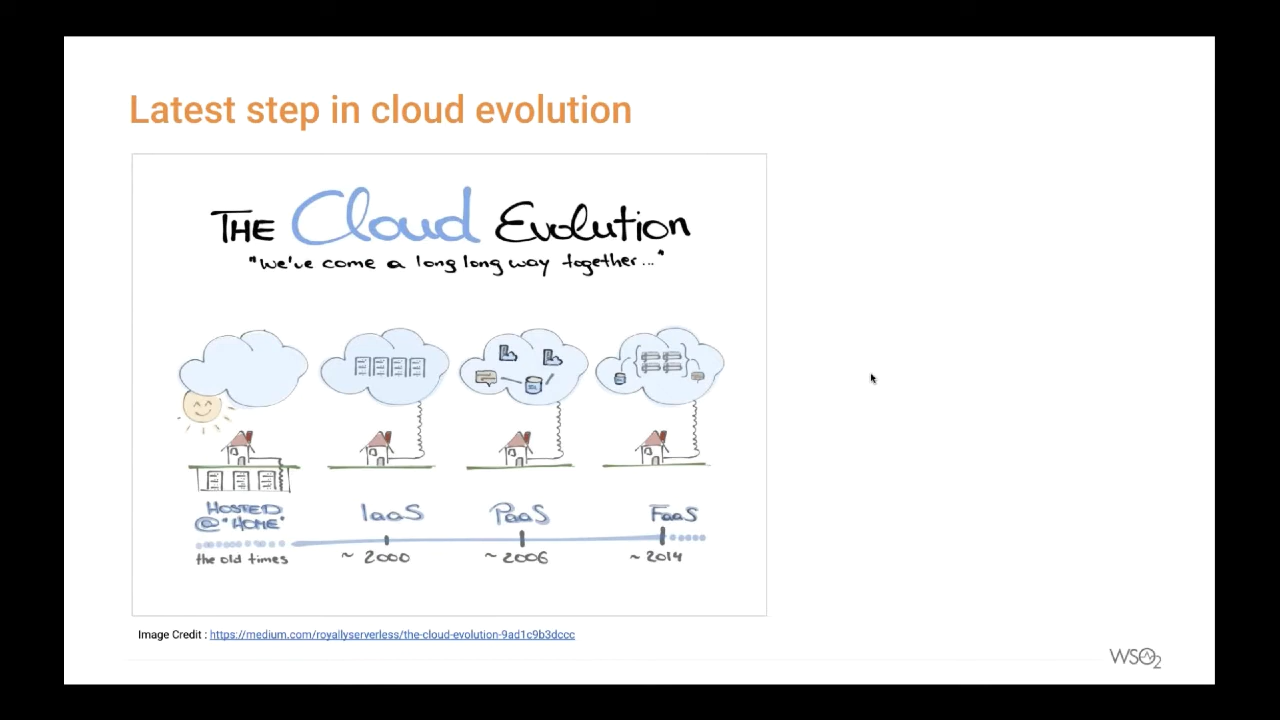 Latest step in cloud evolution
THE Cloud Evolution
"we've come a long long way together..."
HOSTED
@"HOME"
IaaS
PaaS
FaaS
the old times
~ 2000
~ 2006
~ 2014
Image Credit : https://medium.com/royallyserverless/the-cloud-evolution-9ad1c9b3dccc
WSO2